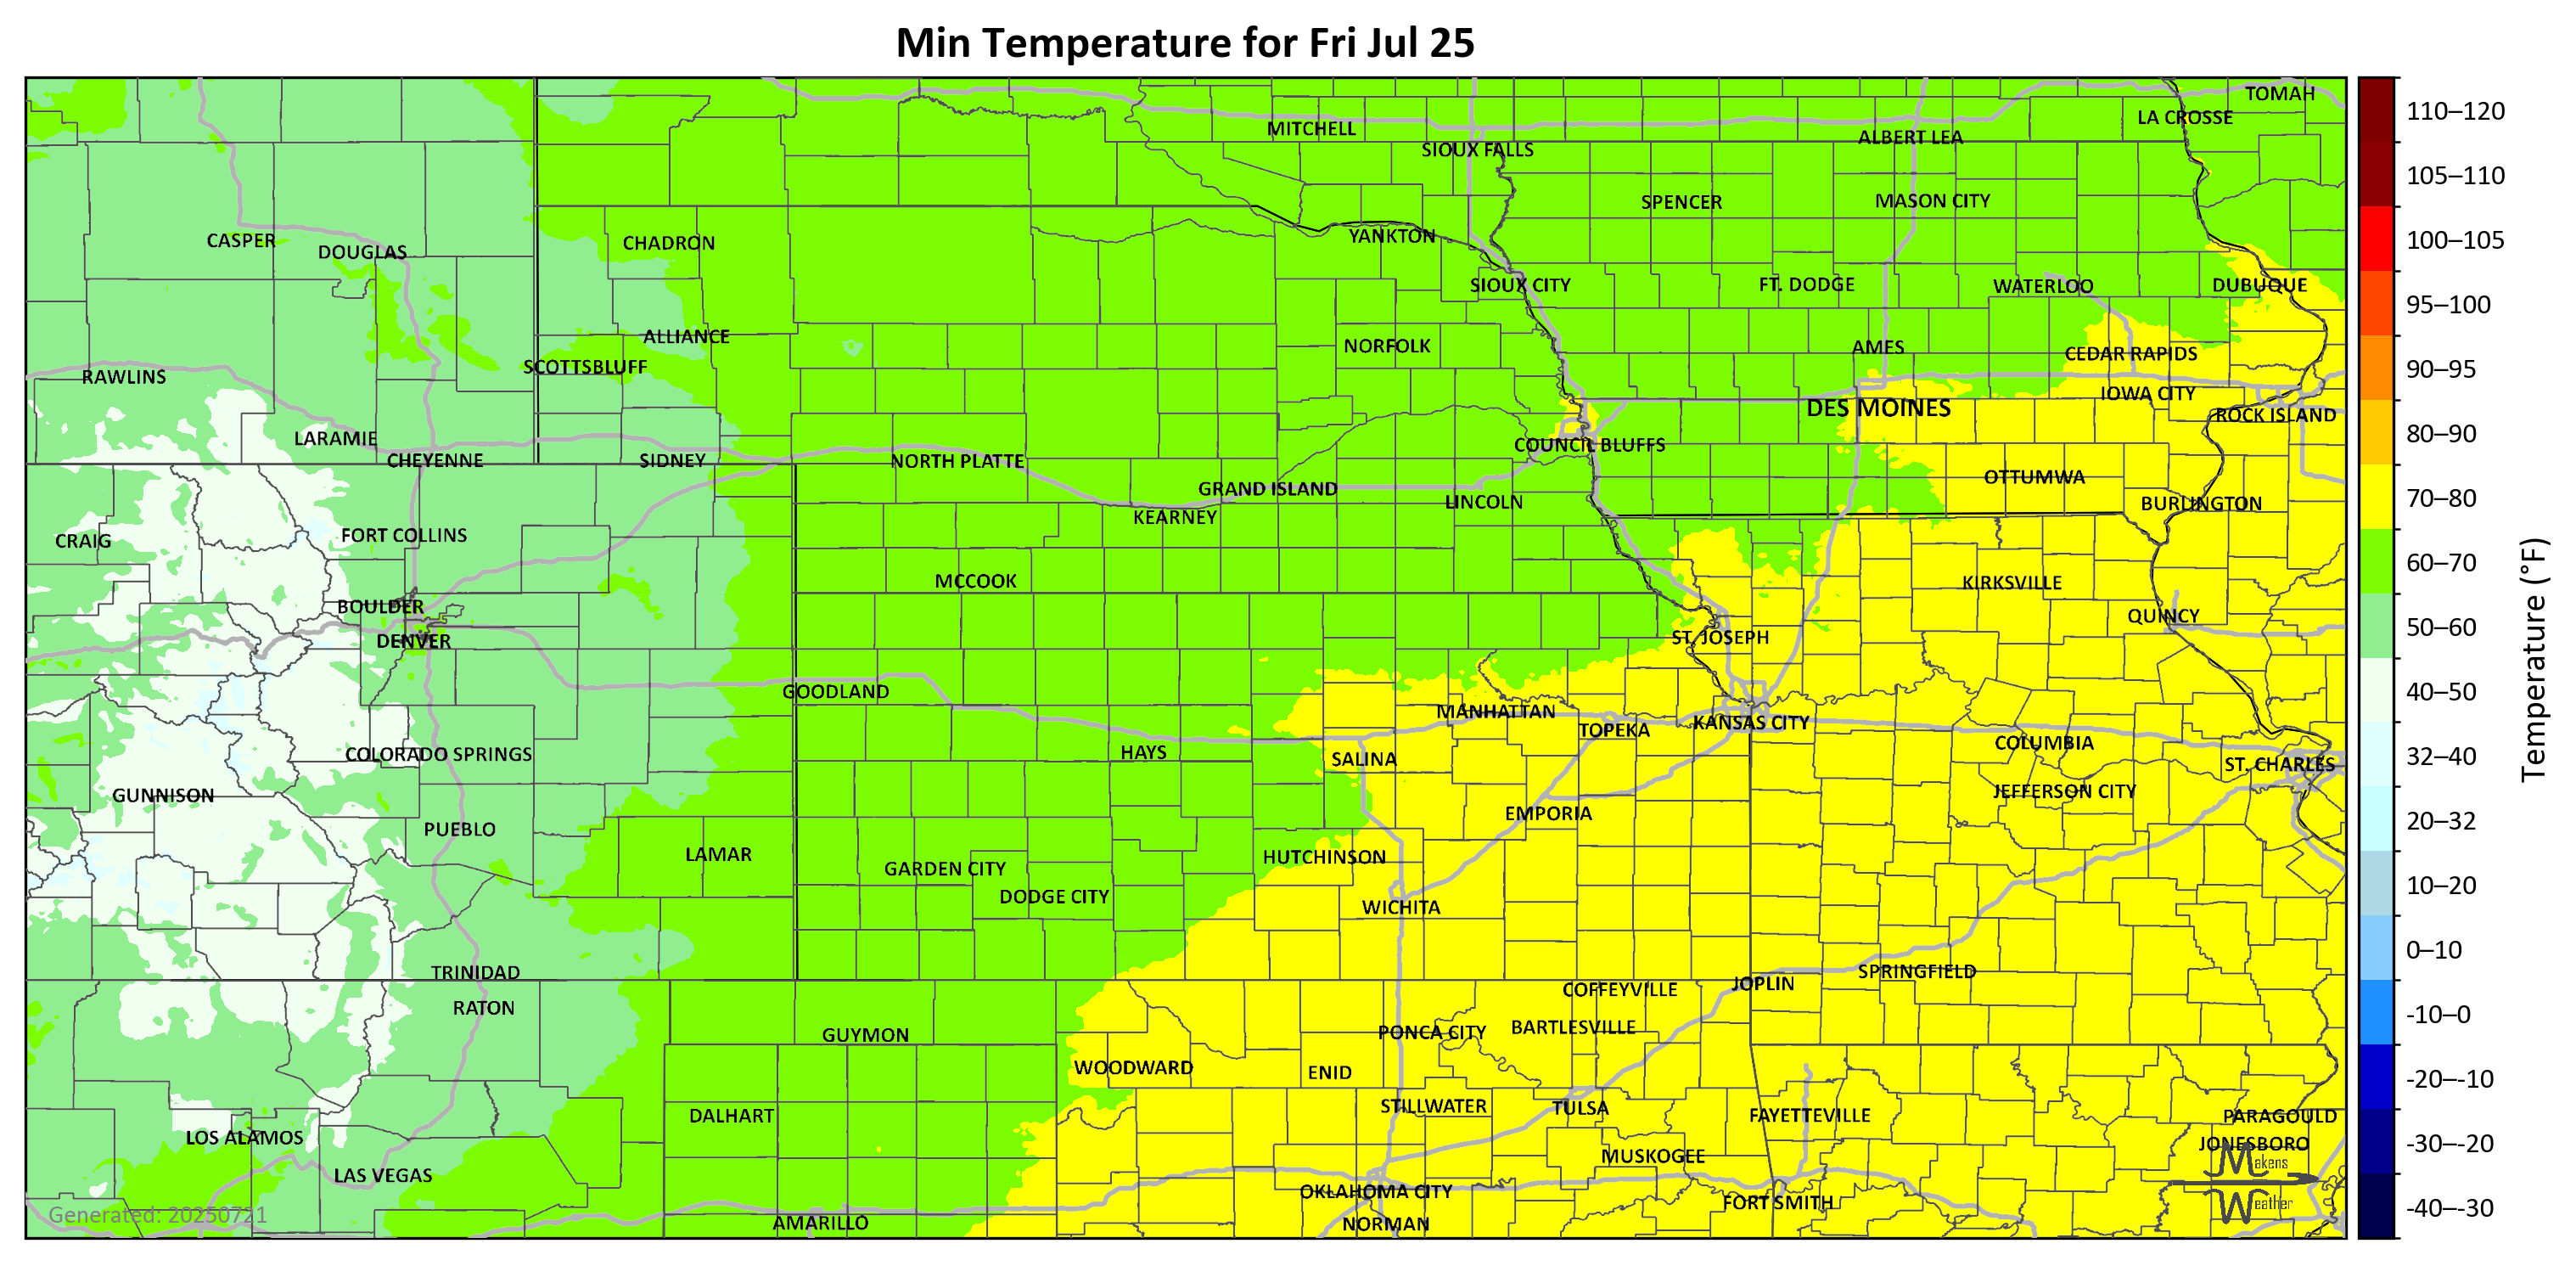 Min Temperature for Fri Jul 25
TOMAH
LA CROSSE
MITCHELL
ALBERT LEA
SIOUX FALLS
SPENCER
MASON CITY
CASPER
DOUGLAS
CHADRON
YANKTON
SIOUX CITY
FT. DODGE
WATERLOO
DUBUQUE
ALLIANCE
NORFOLK
AMES
CEDAR RAPIDS
SCOTTSBLUFF
RAWLINS
IOWA CITY
DES MOINES
ROCK ISLAND
LARAMIE
COUNCIL BLUFFS
CHEYENNE
SIDNEY
NORTH PLATTE
OTTUMWA
GRAND ISLAND
LINCOLN
BURLINGTON
KEARNEY
CRAIG
FORT COLLINS
MCCOOK
KIRKSVILLE
BOULDER
QUINCY
DENVER
ST. JOSEPH
GOODLAND
MANHATTAN
KANSAS CITY
TOPEKA
COLUMBIA
COLORADO SPRINGS
HAYS
SALINA
ST. CHARLES
GUNNISON
JEFFERSON CITY
EMPORIA
PUEBLO
LAMAR
HUTCHINSON
GARDEN CITY
DODGE CITY
WICHITA
TRINIDAD
SPRINGFIELD
JOPLIN
COFFEYVILLE
RATON
BARTLESVILLE
GUYMON
PONCA CITY
WOODWARD
ENID
STILLWATER
TULSA
DALHART
FAYETTEVILLE
PARAGOULD
LOS ALAMOS
JONESBORO
MUSKOGEE
LAS VEGAS
OKLAHOMA CITY
FORT SMITH
AMARILLO
NORMAN
Makens
Weather
Generated: 20250721
110–120
105–110
100–105
95–100
90–95
80–90
70–80
60–70
50–60
40–50
32–40
20–32
10–20
0–10
-10–0
-20–-10
-30–-20
-40–-30
Temperature (°F)